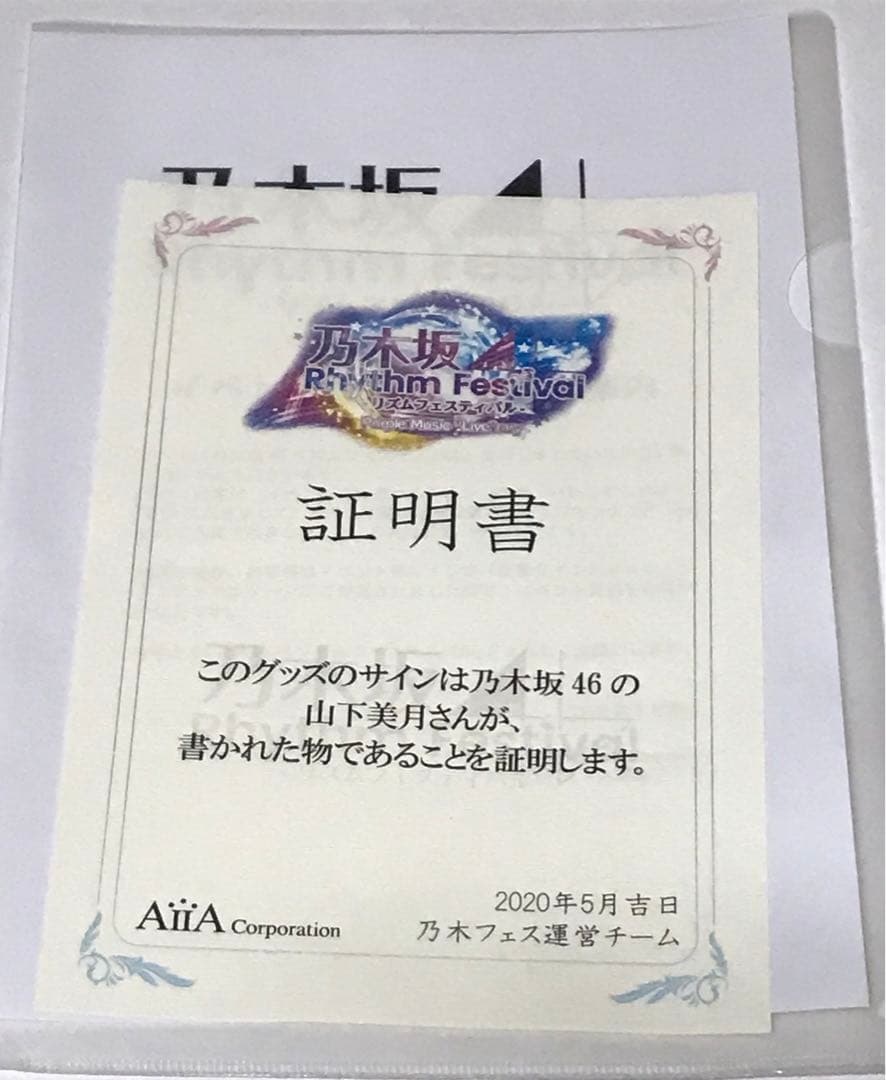 乃木坂
乃木坂
Rhythm Festival
リズムフェスティバル
証明書
このグッズのサインは乃木坂46の
山下美月さんが、
書かれた物であることを証明します。
AiiA Corporation
2020年5月吉日
乃木フェス運営チーム